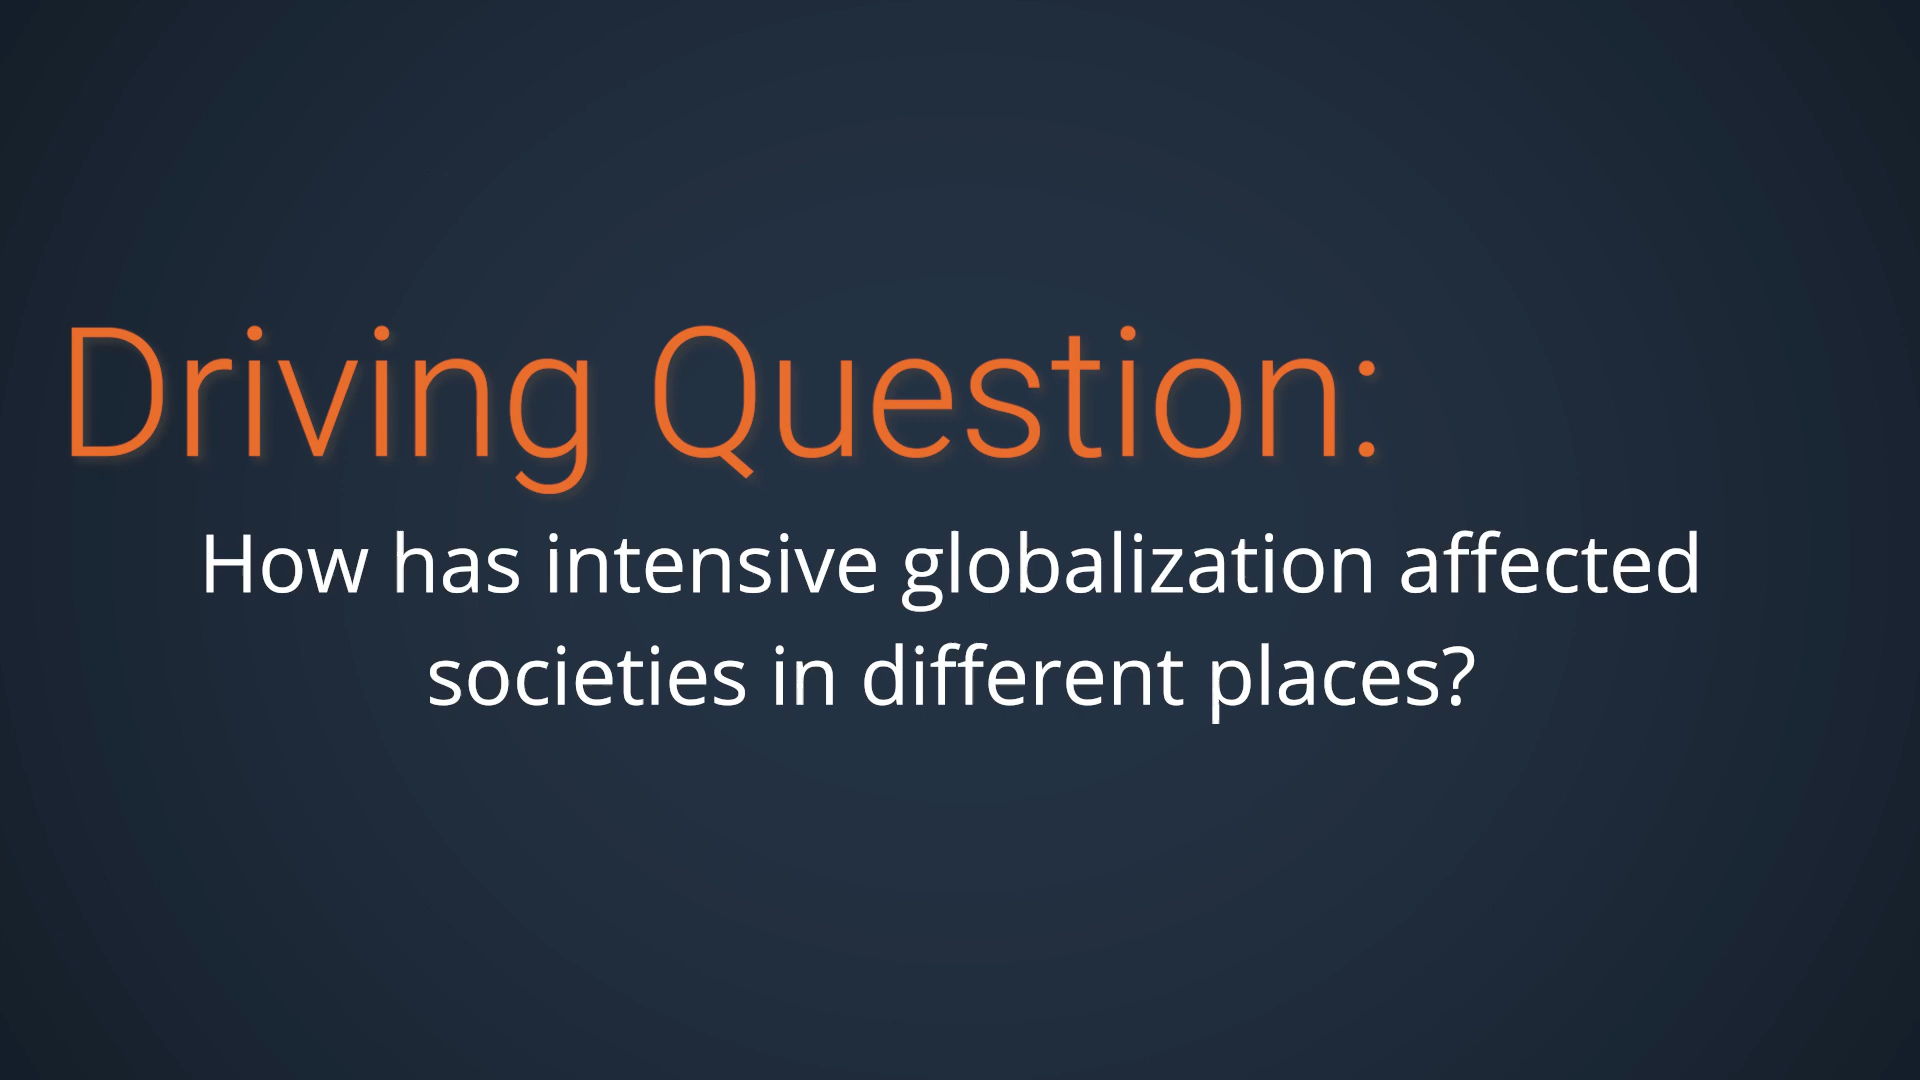 Driving Question:
How has intensive globalization affected
societies in different places?